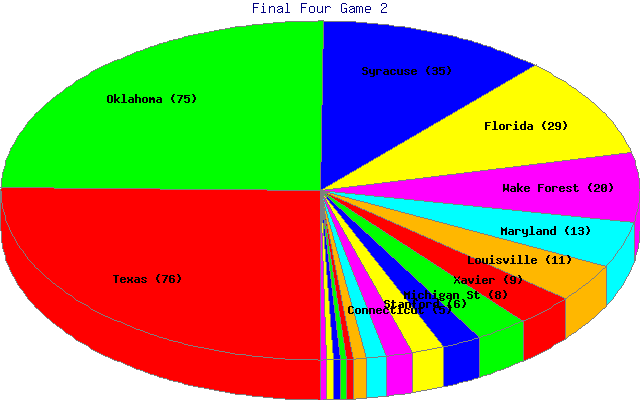 Final Four Game 2
Syracuse (35)
Oklahoma (75)
Florida (29)
Wake Forest (20)
Maryland (13)
Louisville (11)
Texas (76)
Xavier (9)
Michigan St (8)
Stanford (6)
Connecticut (5)